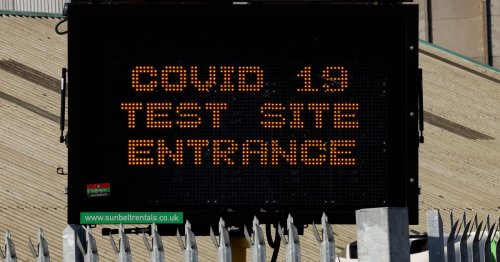 COVID 19
TEST SITE
ENTRANCE
www.sunbeltrentals.co.uk